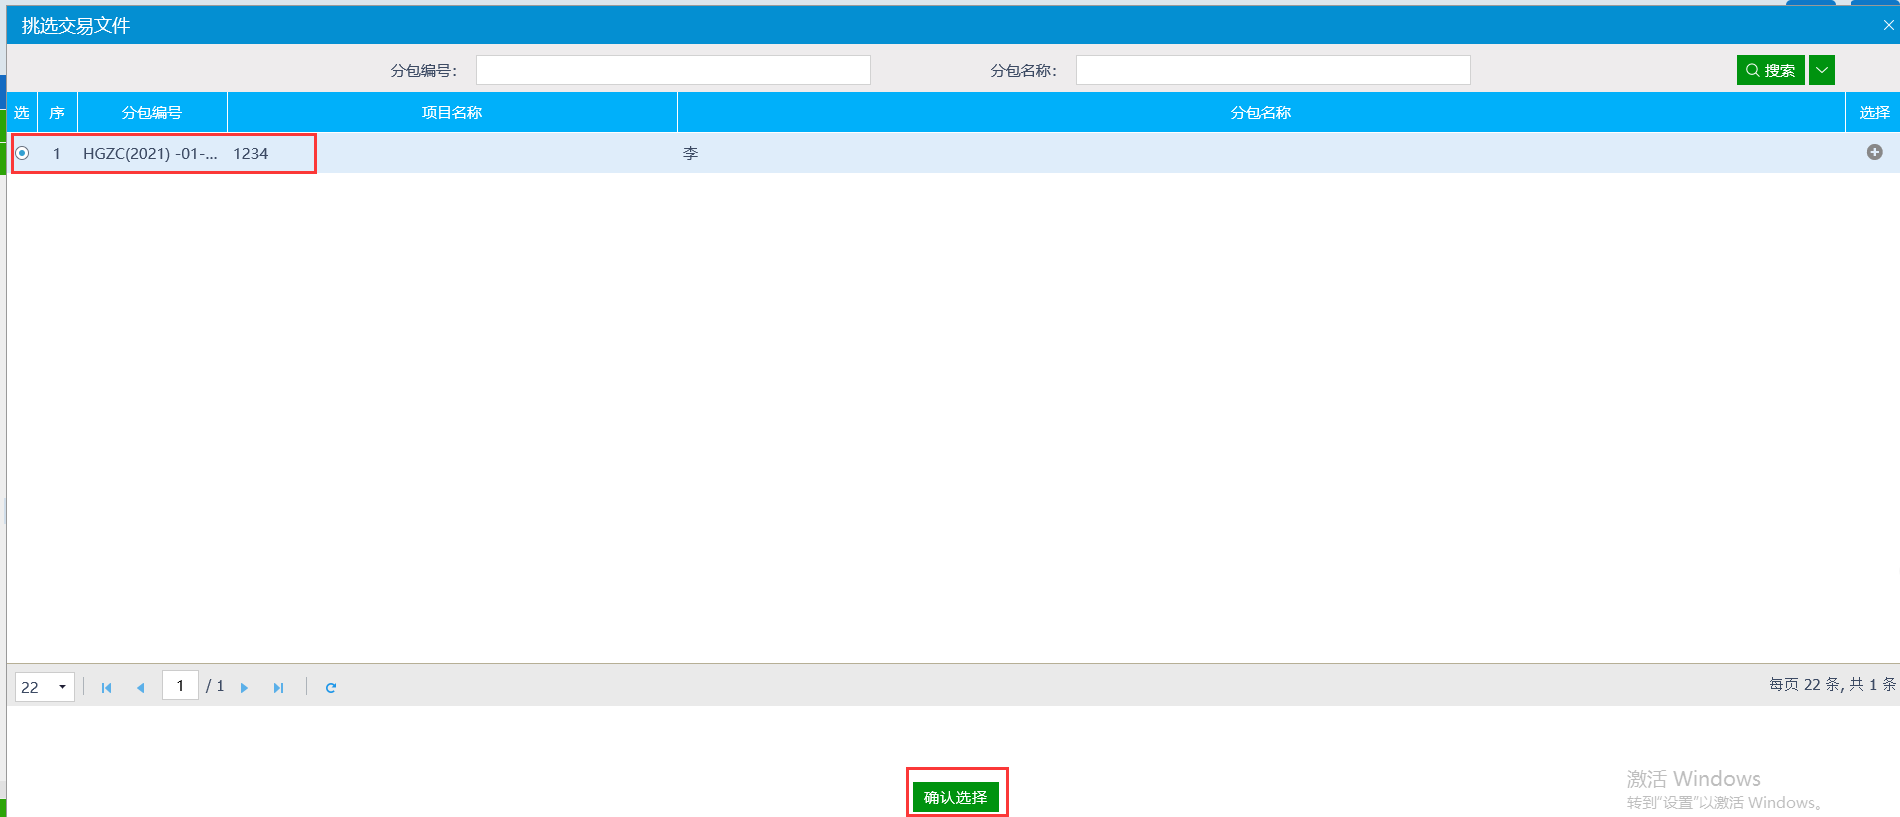 挑选交易文件
分包编号： 分包名称： 搜索
选 序 分包编号 项目名称 分包名称 选择
1 HGZC(2021) -01-... 1234 李
22 1 / 1 每页 22 条, 共 1 条
确认选择
激活 Windows
转到“设置”以激活 Windows。